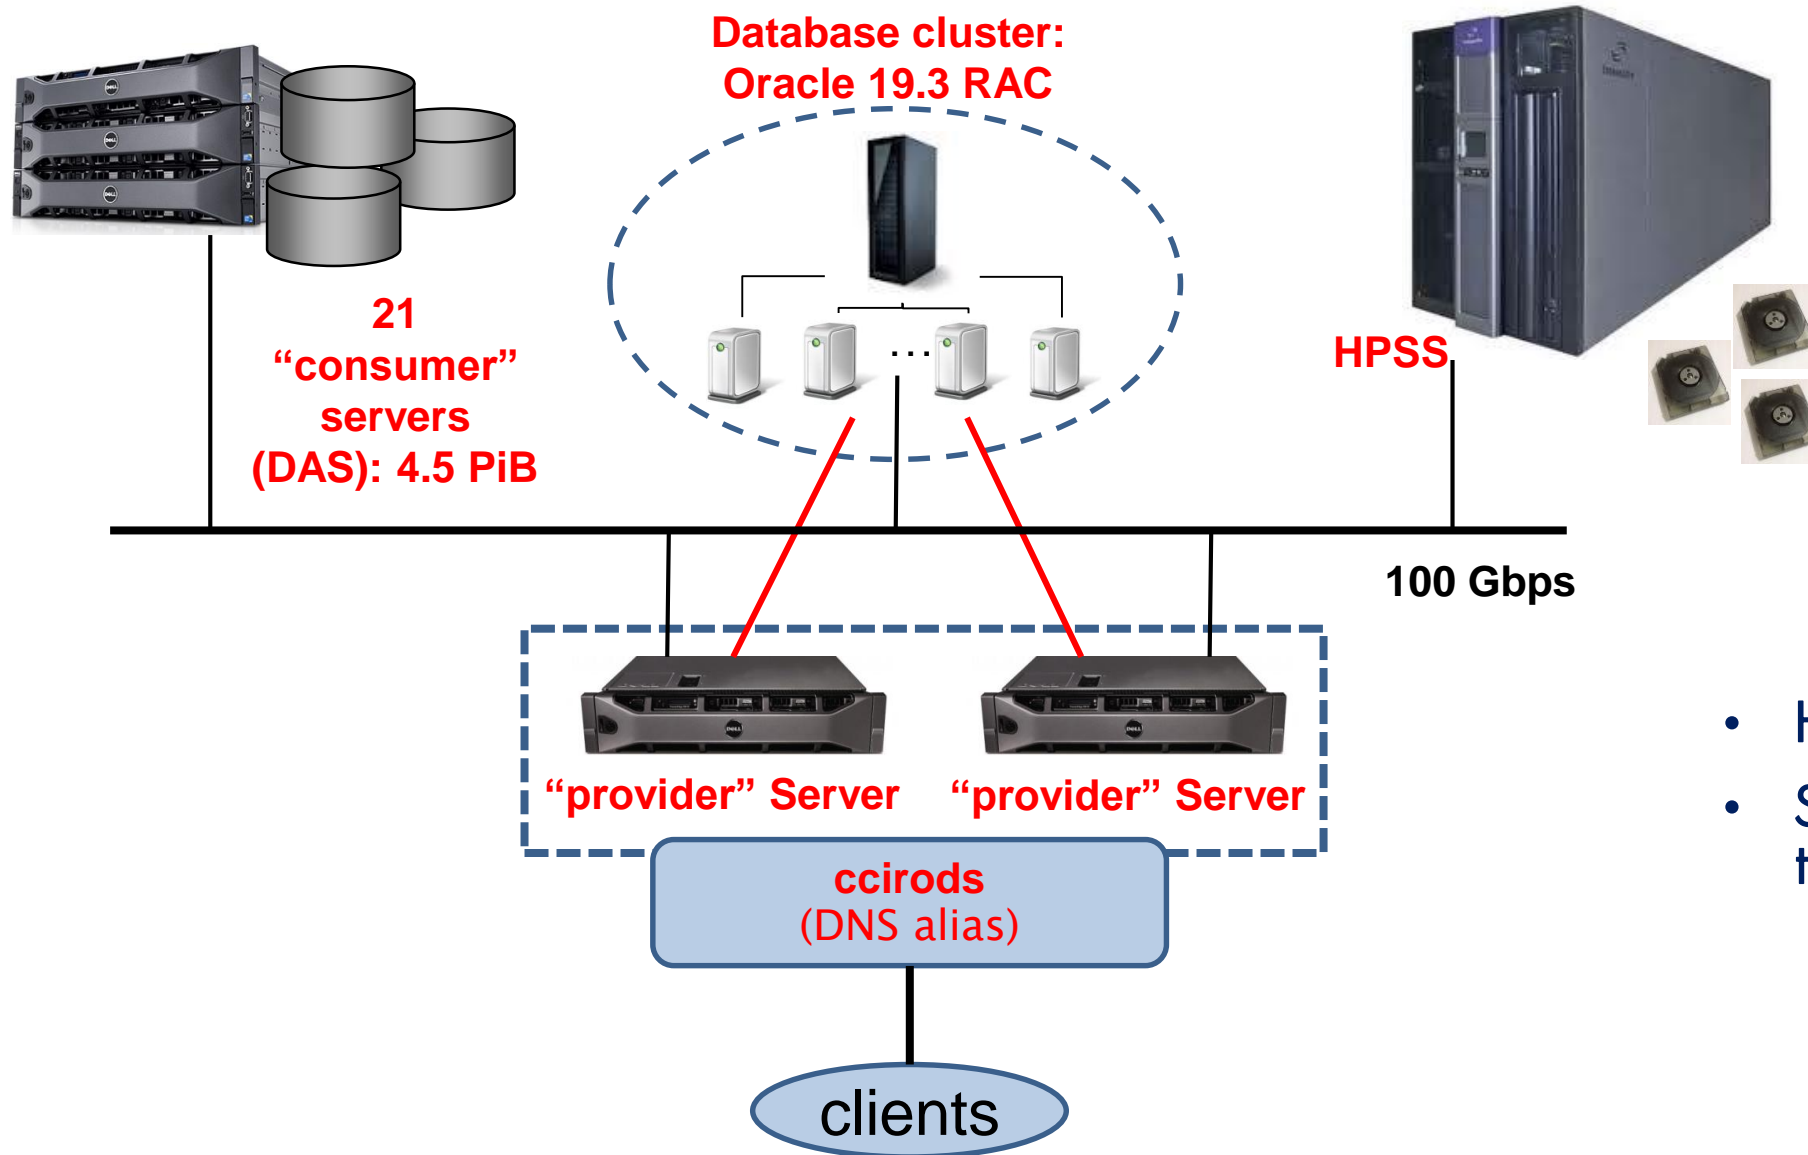 Database cluster:
Oracle 19.3 RAC
21
“consumer”
servers
(DAS): 4.5 PiB
...
HPSS
100 Gbps
“provider” Server
“provider” Server
ccirods
(DNS alias)
clients